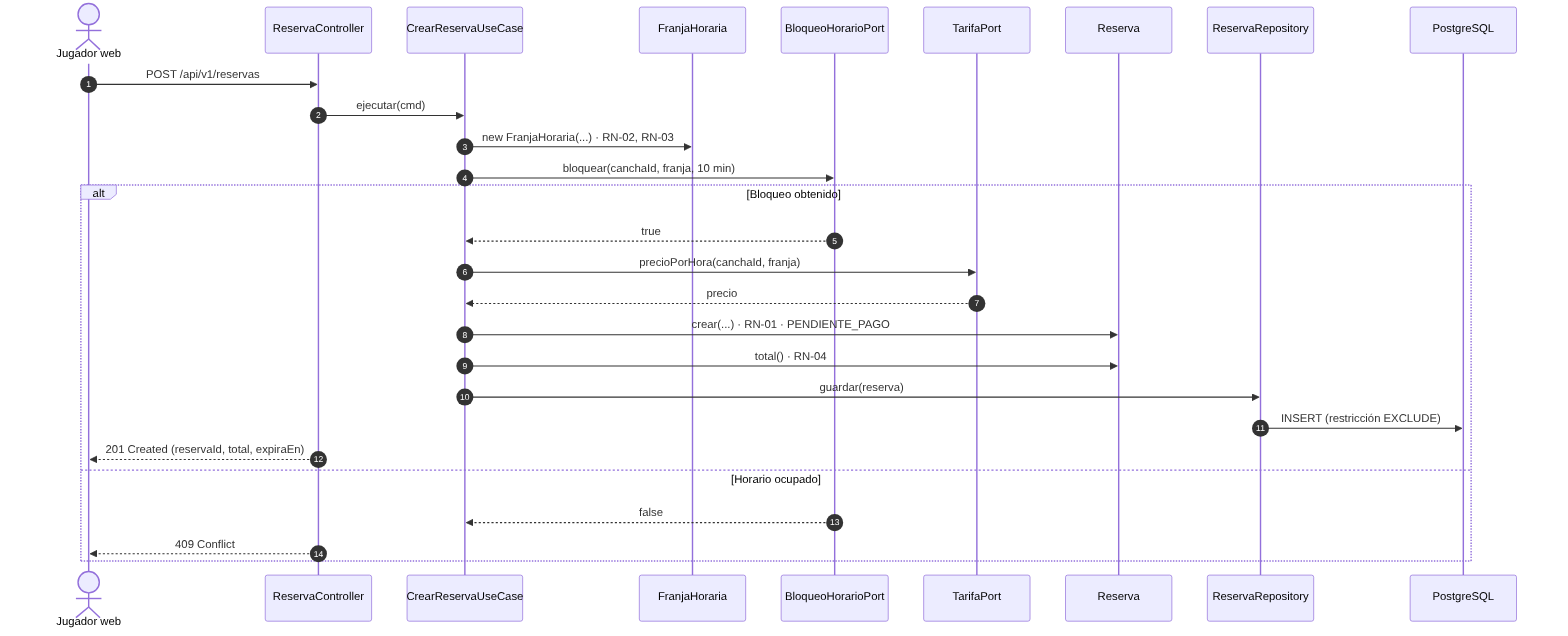 Jugador web
ReservaController
CrearReservaUseCase
FranjaHoraria
BloqueoHorarioPort
TarifaPort
Reserva
ReservaRepository
PostgreSQL
1 POST /api/v1/reservas
2 ejecutar(cmd)
3 new FranjaHoraria(...) · RN-02, RN-03
4 bloquear(canchaId, franja, 10 min)
alt [Bloqueo obtenido]
true 5
6 precioPorHora(canchaId, franja)
precio 7
8 crear(...) · RN-01 · PENDIENTE_PAGO
9 total() · RN-04
10 guardar(reserva)
11 INSERT (restricción EXCLUDE)
201 Created (reservaId, total, expiraEn) 12
[Horario ocupado]
false 13
409 Conflict 14
Jugador web
ReservaController
CrearReservaUseCase
FranjaHoraria
BloqueoHorarioPort
TarifaPort
Reserva
ReservaRepository
PostgreSQL